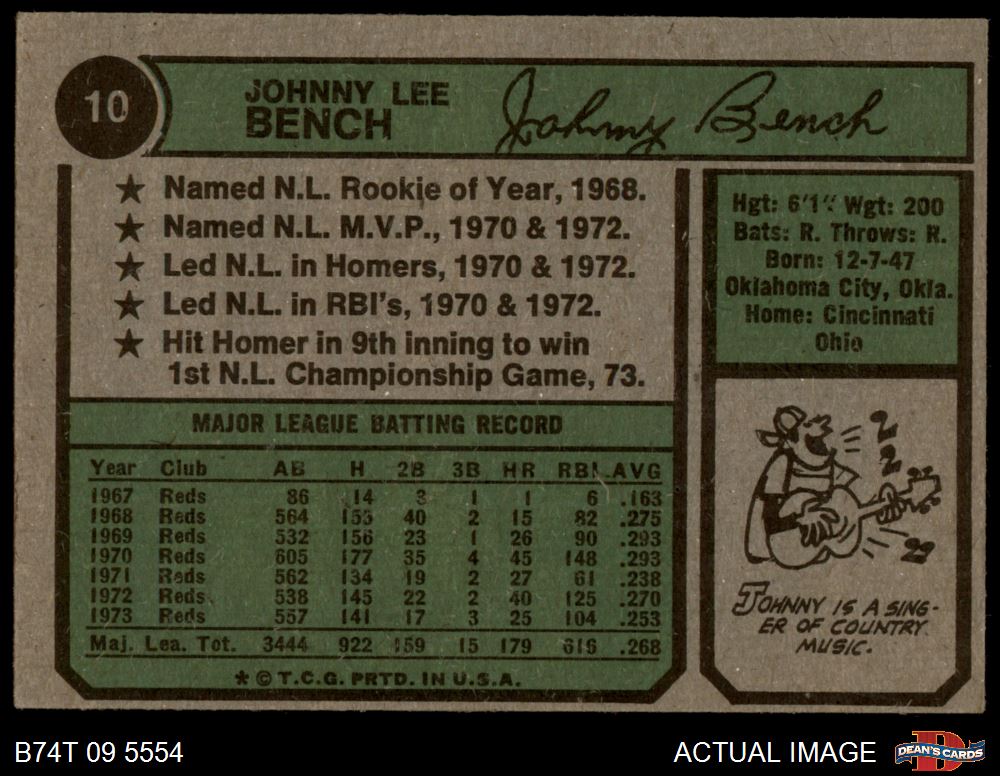 10
JOHNNY LEE
BENCH
Johnny Bench
★ Named N.L. Rookie of Year, 1968.
★ Named N.L. M.V.P., 1970 & 1972.
★ Led N.L. in Homers, 1970 & 1972.
★ Led N.L. in RBI's, 1970 & 1972.
★ Hit Homer in 9th inning to win
1st N.L. Championship Game, 73.
Hgt: 6'1" Wgt: 200
Bats: R. Throws: R.
Born: 12-7-47
Oklahoma City, Okla.
Home: Cincinnati
Ohio
MAJOR LEAGUE BATTING RECORD
Year Club AB H 2B 3B HR RBI AVG
1967 Reds 86 14 3 1 1 6 .163
1968 Reds 564 155 40 2 15 82 .275
1969 Reds 532 156 23 1 26 90 .293
1970 Reds 605 177 35 4 45 148 .293
1971 Reds 562 134 19 2 27 61 .238
1972 Reds 538 145 22 2 40 125 .270
1973 Reds 557 141 17 3 25 104 .253
Maj. Lea. Tot. 3444 922 159 15 179 616 .268
* © T.C.G. PRTD. IN U.S.A.
JOHNNY IS A SING-
ER OF COUNTRY
MUSIC.
B74T 09 5554
ACTUAL IMAGE
D
DEAN'S CARDS